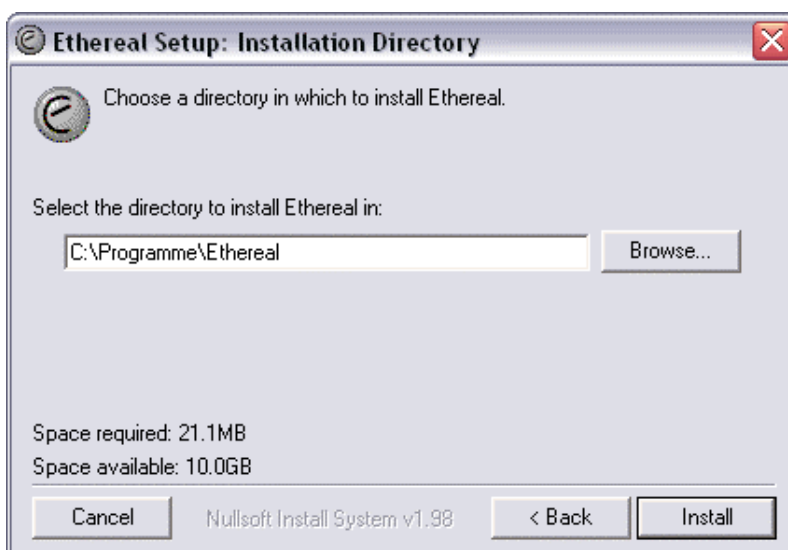 Ethereal Setup: Installation Directory
Choose a directory in which to install Ethereal.
Select the directory to install Ethereal in:
C:\Programme\Ethereal
Browse...
Space required: 21.1MB
Space available: 10.0GB
Cancel
Nullsoft Install System v1.98
< Back
Install